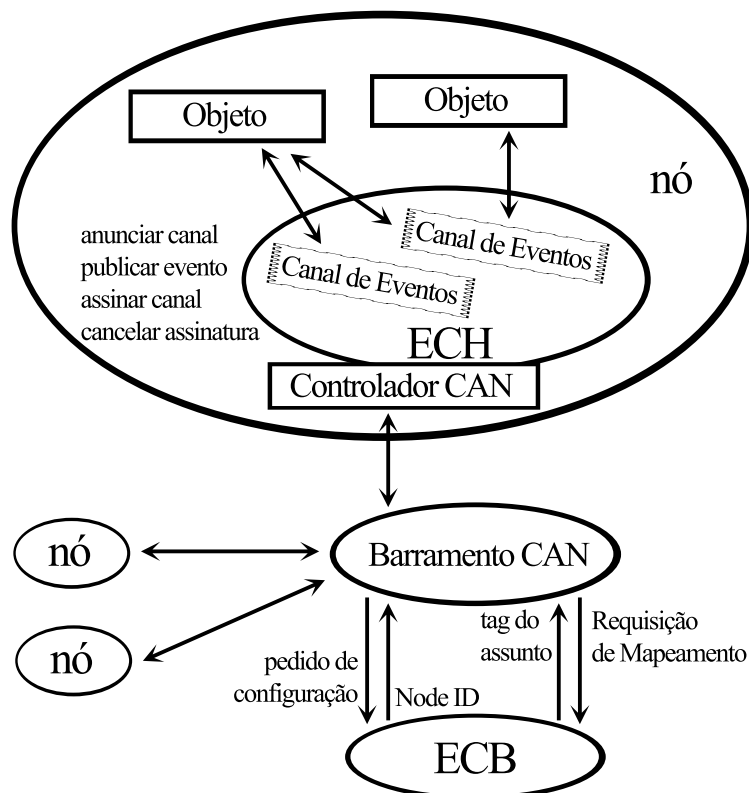 Objeto
Objeto
nó
anunciar canal
publicar evento
assinar canal
cancelar assinatura
Canal de Eventos
Canal de Eventos
ECH
Controlador CAN
nó
Barramento CAN
nó
pedido de
configuração
Node ID
tag do
assunto
Requisição
de Mapeamento
ECB